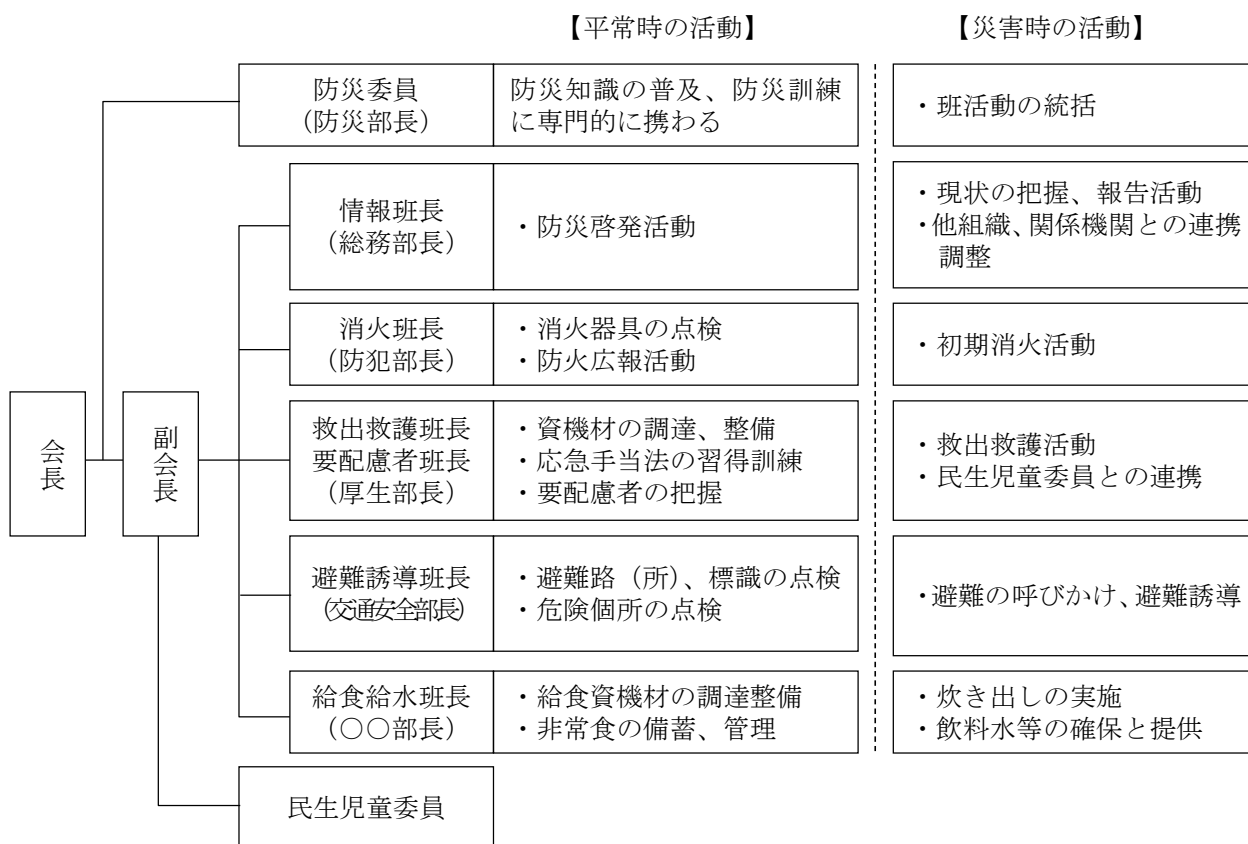 【平常時の活動】
【災害時の活動】
防災委員
（防災部長）
防災知識の普及、防災訓練
に専門的に携わる
・班活動の統括
情報班長
（総務部長）
・防災啓発活動
・現状の把握、報告活動
・他組織、関係機関との連携
調整
消火班長
（防犯部長）
・消火器具の点検
・防火広報活動
・初期消火活動
会長
副会長
救出救護班長
要配慮者班長
（厚生部長）
・資機材の調達、整備
・応急手当法の習得訓練
・要配慮者の把握
・救出救護活動
・民生児童委員との連携
避難誘導班長
（交通安全部長）
・避難路（所）、標識の点検
・危険個所の点検
・避難の呼びかけ、避難誘導
給食給水班長
（○○部長）
・給食資機材の調達整備
・非常食の備蓄、管理
・炊き出しの実施
・飲料水等の確保と提供
民生児童委員